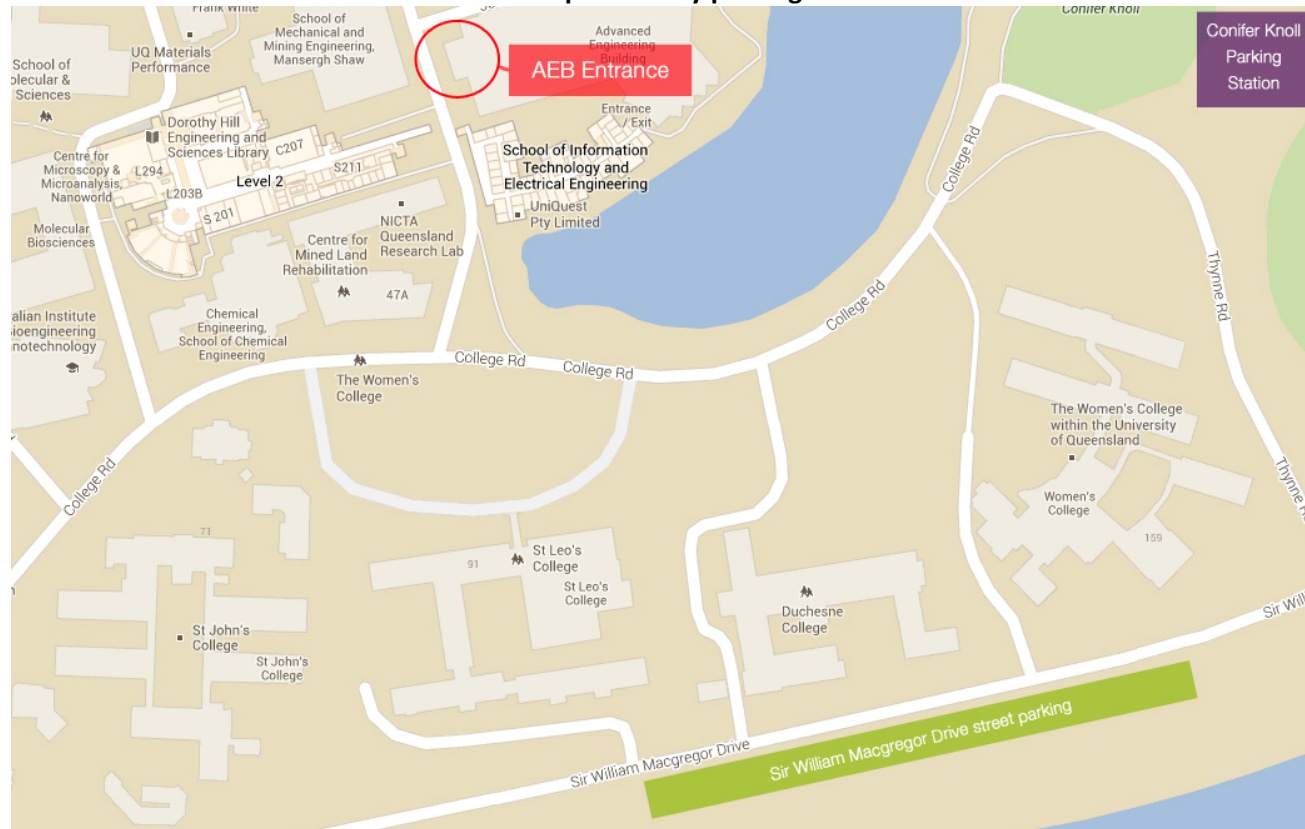 Conifer Knoll
Conifer Knoll
Parking
Station
Frank White
School of
Mechanical and
Mining Engineering,
Mansergh Shaw
UQ Materials
Performance
AEB Entrance
Advanced
Engineering
Building
Entrance
/ Exit
School of
Sciences
Dorothy Hill
Engineering and
Sciences Library
C207
Centre for
Microscopy &
Microanalysis,
Nanoworld
L294
L203B
Level 2
S211
S 201
School of Information
Technology and
Electrical Engineering
UniQuest
Pty Limited
Molecular
Biosciences
NICTA
Queensland
Research Lab
Centre for
Mined Land
Rehabilitation
47A
Chemical
Engineering,
School of Chemical
Engineering
alian Institute
ioengineering
notechnology
College Rd
College Rd
College Rd
College Rd
College Rd
Thynne Rd
Thynne R
The Women's
College
The Women's College
within the University
of Queensland
Women's
College
159
71
91
St Leo's
College
St Leo's
College
Duchesne
College
St John's
College
St John's
College
Sir Will
Sir William Macgregor Drive
Sir William Macgregor Drive street parking